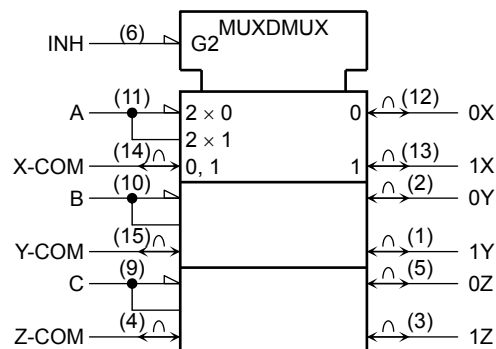 MUXDMUX
INH (6) G2
A (11) 2 × 0 0 (12) 0X
2 × 1
X-COM (14) 0, 1 1 (13) 1X
B (10) (2) 0Y
Y-COM (15) (1) 1Y
C (9) (5) 0Z
Z-COM (4) (3) 1Z